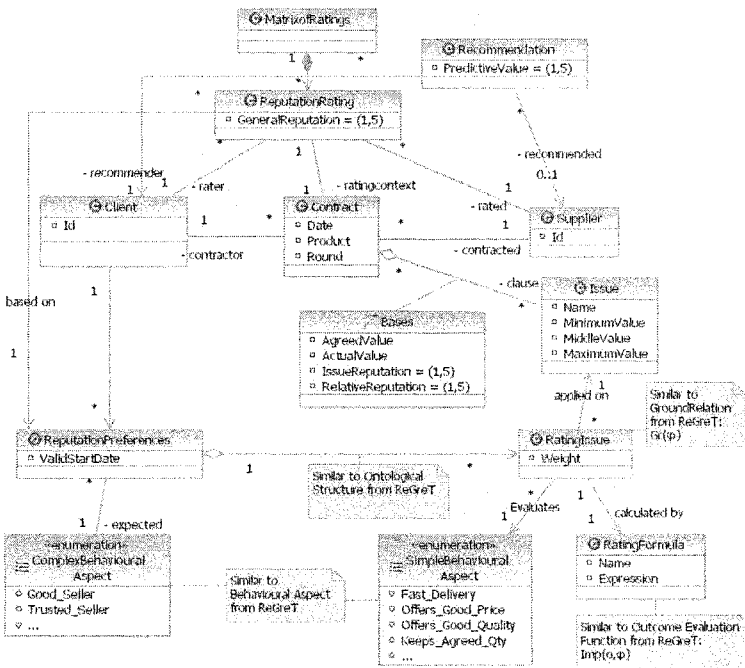 MatrixofRatings
Recommendation
PredictiveValue = (1,5)
1
*
*
*
ReputationRating
GeneralReputation = (1,5)
*
*
1
*
*
- recommender
- recommended
0..1
1
1
- rater
1
- ratingcontext
1
- rated
Client
Id
Contract
Date
Product
Round
Supplier
Id
1
*
*
1
- contractor
- contracted
*
- clause
*
Issue
Name
MinimumValue
MiddleValue
MaximumValue
Bases
AgreedValue
ActualValue
IssueReputation = (1,5)
RelativeReputation = (1,5)
based on
1
1
*
applied on
1
*
Similar to
GroundRelation
from ReGreT:
Gr(φ)
ReputationPreferences
ValidStartDate
RatingIssue
Weight
1
*
Similar to Ontological
Structure from ReGreT
*
1
- expected
*
Evaluates
1
1
- calculated by
1
«enumeration»
ComplexBehavioural
Aspect
Good_Seller
Trusted_Seller
...
Similar to
Behavioural Aspect
from ReGreT
«enumeration»
SimpleBehavioural
Aspect
Fast_Delivery
Offers_Good_Price
Offers_Good_Quality
Keeps_Agreed_Qty
...
RatingFormula
Name
Expression
Similar to Outcome Evaluation
Function from ReGreT:
Imp(o,φ)